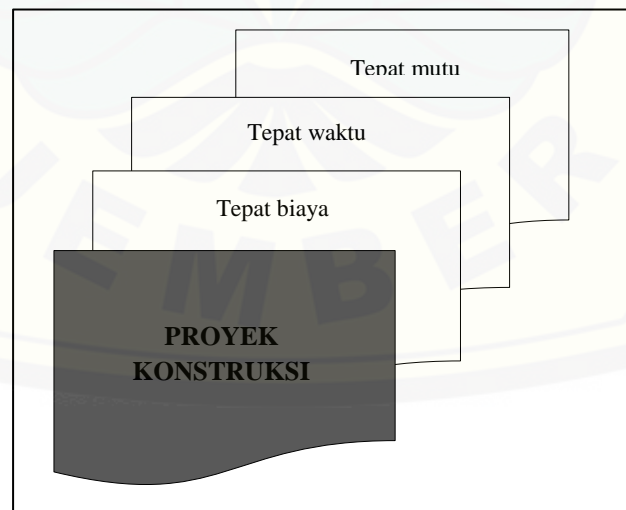 Tepat mutu
Tepat waktu
Tepat biaya
PROYEK
KONSTRUKSI